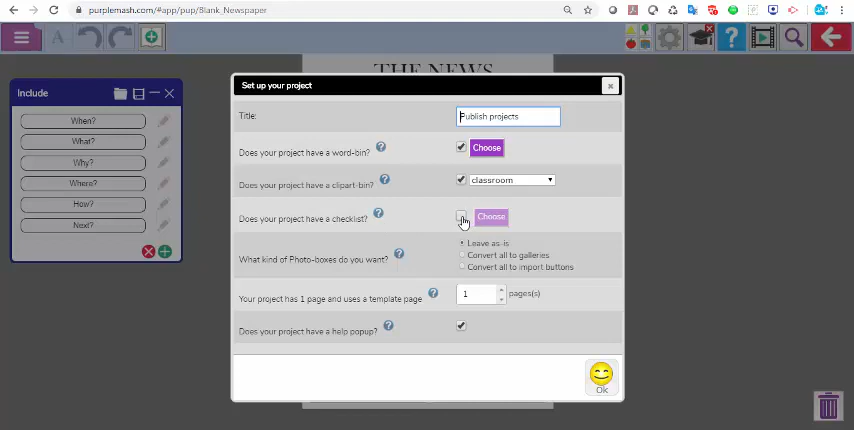 purplemash.com/#app/pup/Blank_Newspaper
A
THE NEWS
Include
When?
What?
Why?
Where?
How?
Next?
Set up your project
Title: Publish projects
Does your project have a word-bin? Choose
Does your project have a clipart-bin? classroom
Does your project have a checklist? Choose
What kind of Photo-boxes do you want?
Leave as-is
Convert all to galleries
Convert all to import buttons
Your project has 1 page and uses a template page 1 pages(s)
Does your project have a help popup?
Ok